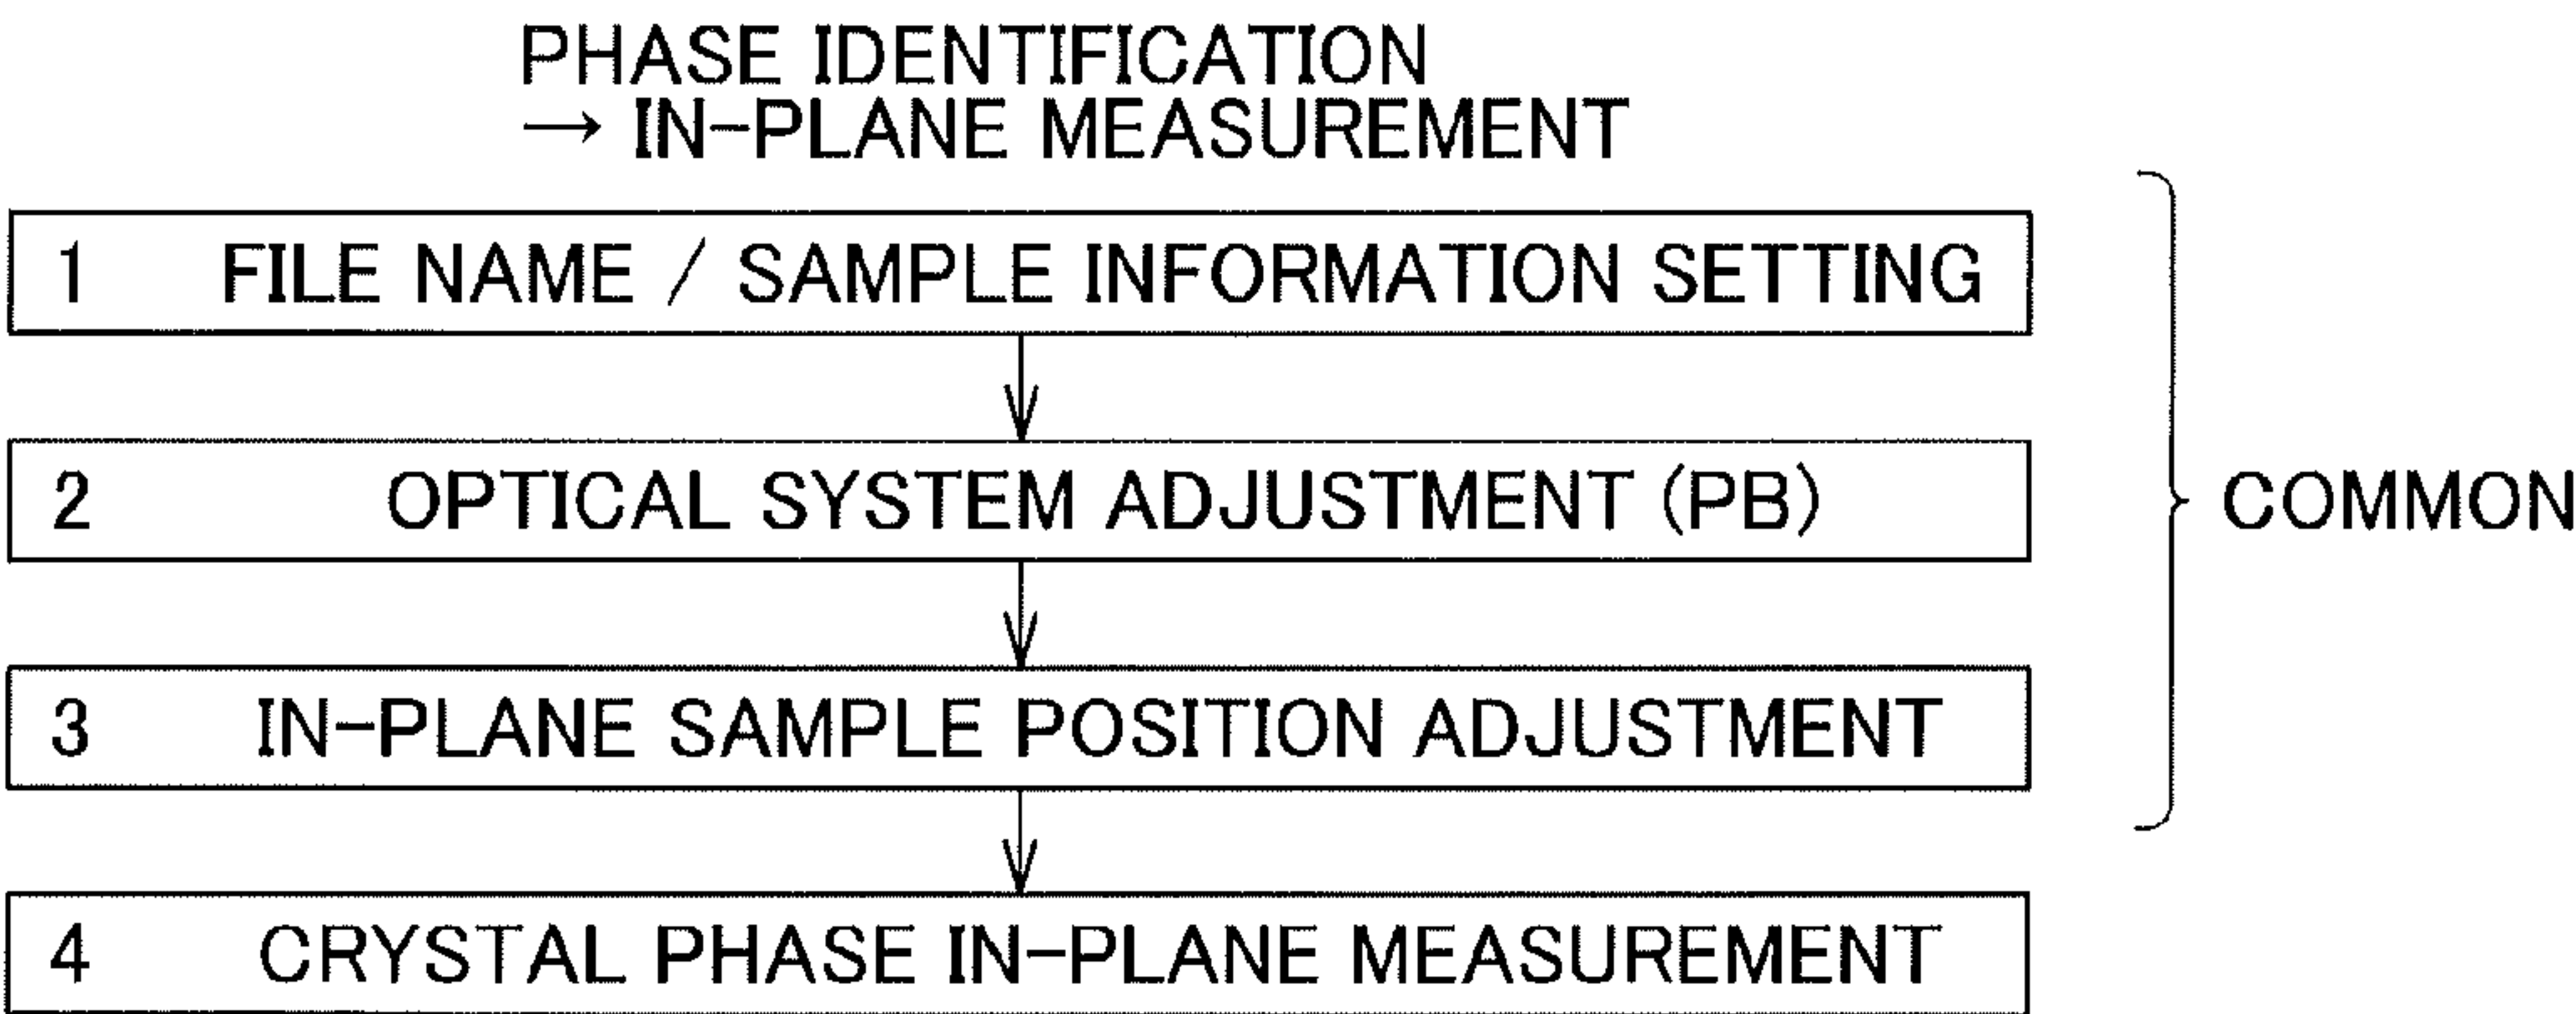 PHASE IDENTIFICATION
→ IN-PLANE MEASUREMENT
1 FILE NAME / SAMPLE INFORMATION SETTING
2 OPTICAL SYSTEM ADJUSTMENT (PB)
COMMON
3 IN-PLANE SAMPLE POSITION ADJUSTMENT
4 CRYSTAL PHASE IN-PLANE MEASUREMENT